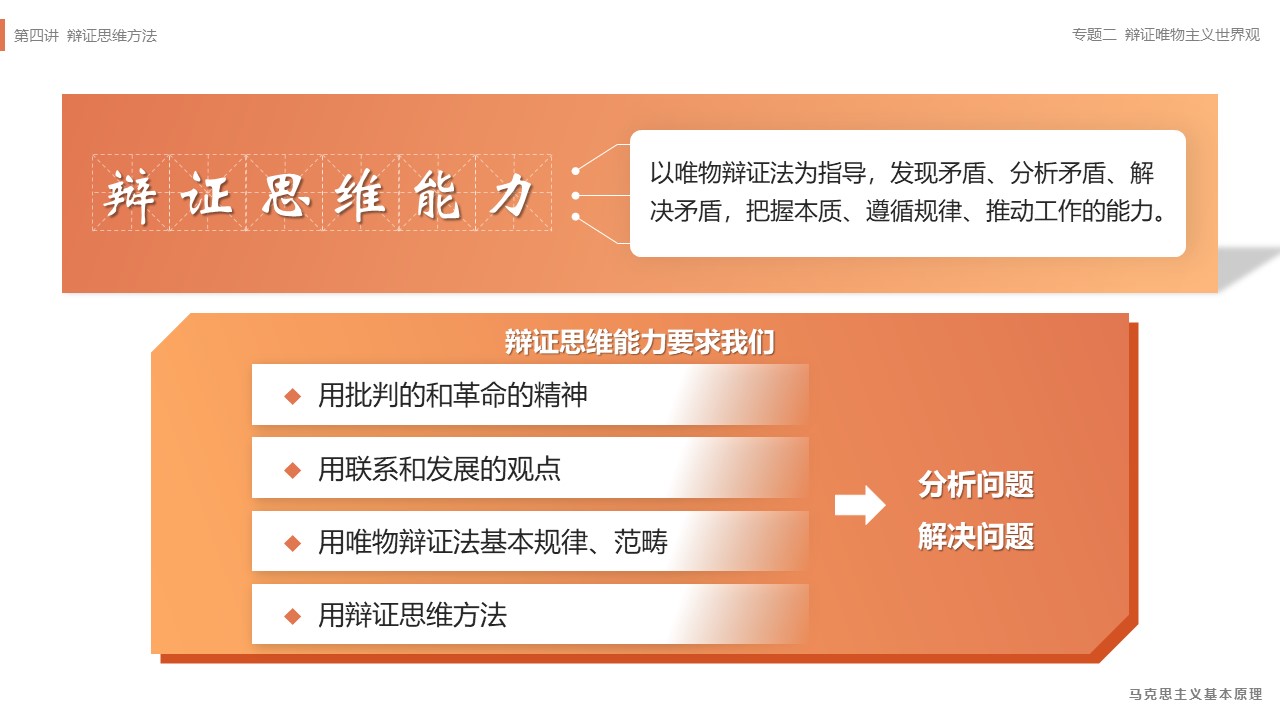 第四讲 辩证思维方法
专题二 辩证唯物主义世界观
辩证思维能力
以唯物辩证法为指导，发现矛盾、分析矛盾、解
决矛盾，把握本质、遵循规律、推动工作的能力。
辩证思维能力要求我们
用批判的和革命的精神
用联系和发展的观点
用唯物辩证法基本规律、范畴
用辩证思维方法
分析问题
解决问题
马克思主义基本原理